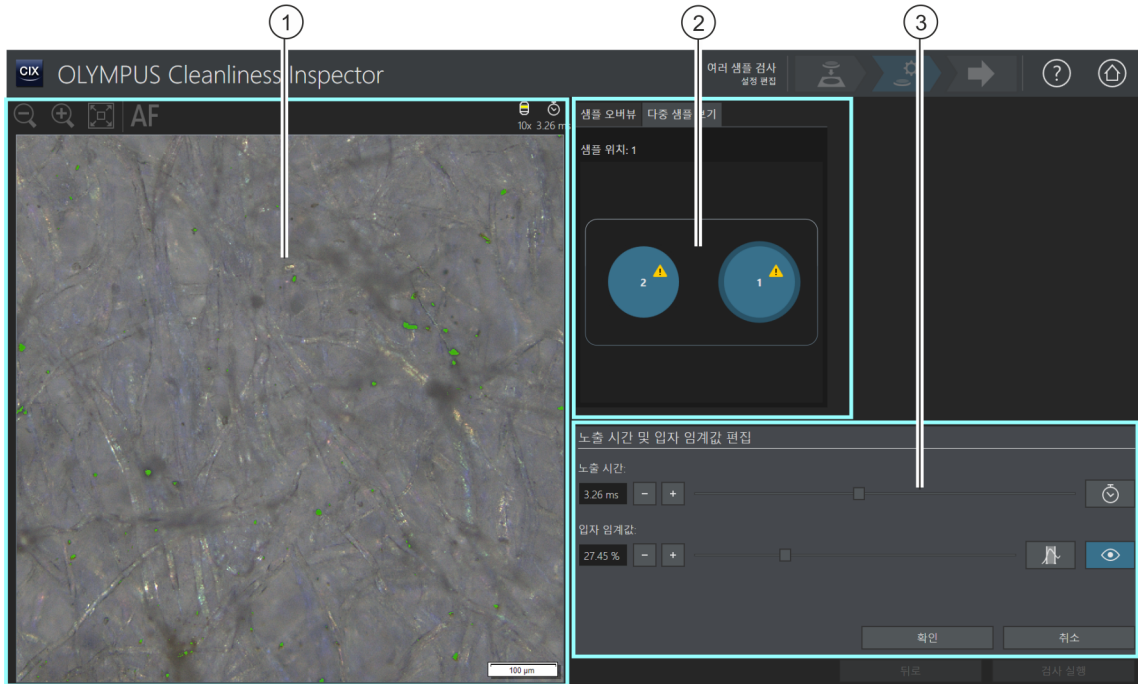 1
2
3
CIX OLYMPUS Cleanliness Inspector
여러 샘플 검사
설정 편집
?
AF
10x 3.26 ms
샘플 오버뷰 다중 샘플 보기
샘플 위치: 1
2
1
노출 시간 및 입자 임계값 편집
노출 시간:
3.26 ms - +
입자 임계값:
27.45 % - +
확인 취소
100 µm
뒤로 검사 실행